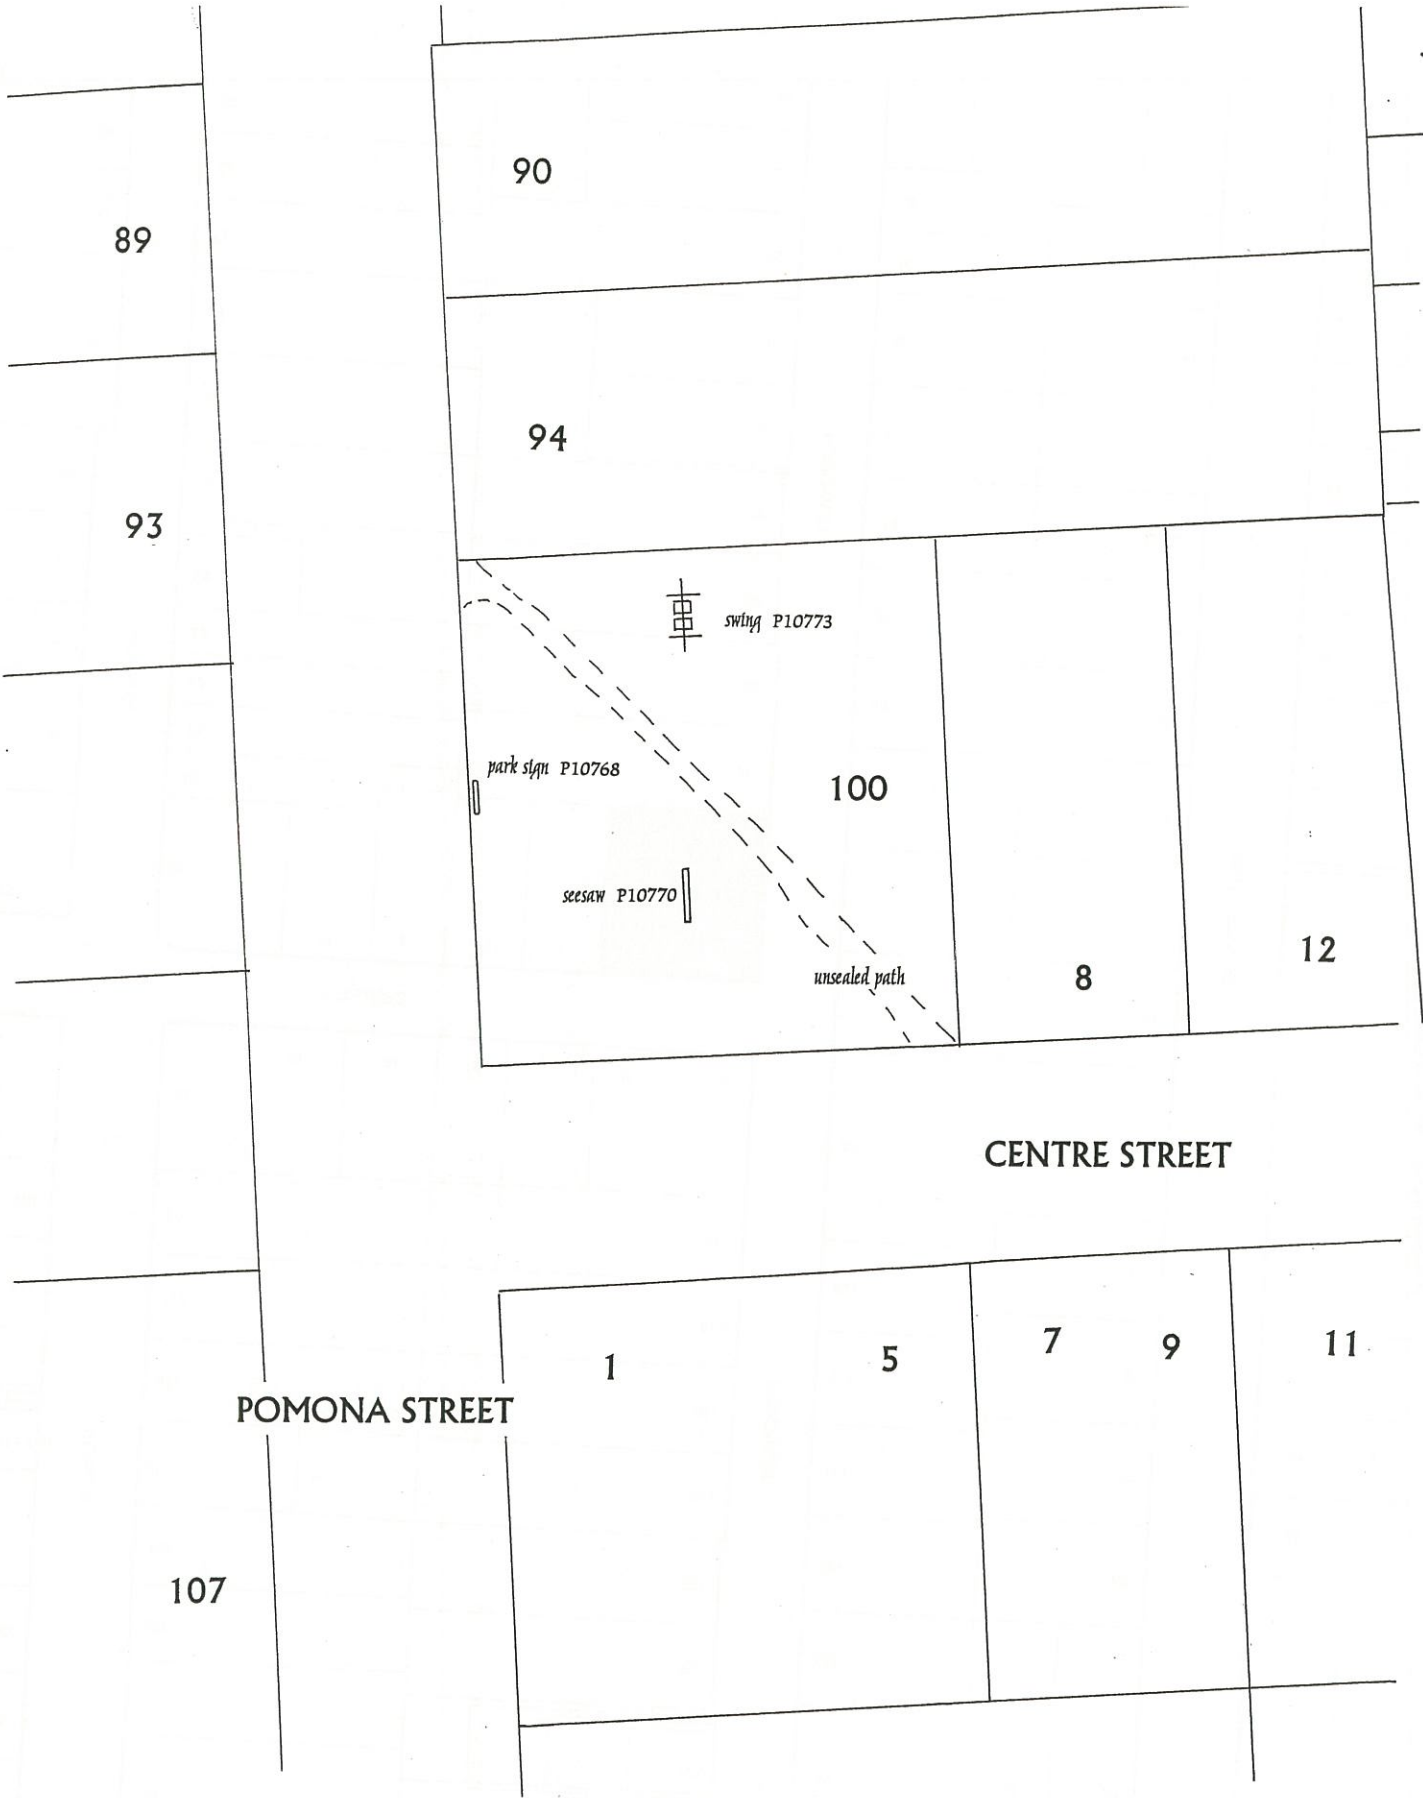 90
89
94
93
swing P10773
park sign P10768
100
seesaw P10770
unsealed path
8
12
CENTRE STREET
1
5
7
9
11
POMONA STREET
107